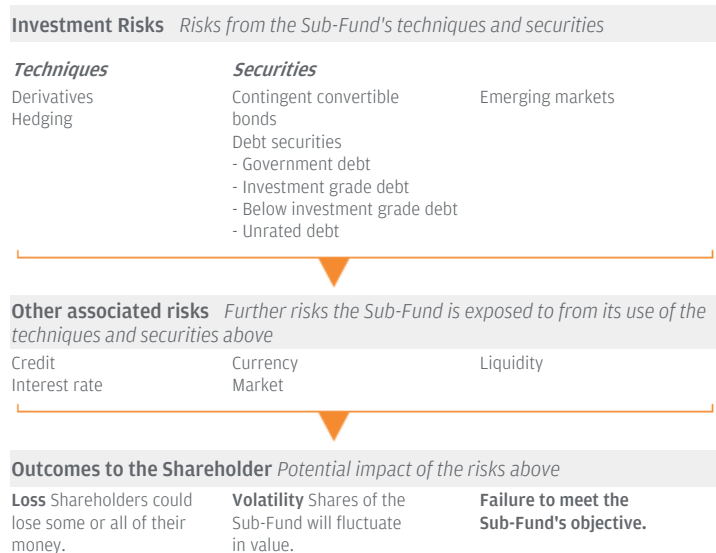 Investment Risks Risks from the Sub-Fund's techniques and securities
Techniques
Derivatives
Hedging
Securities
Contingent convertible
bonds
Debt securities
- Government debt
- Investment grade debt
- Below investment grade debt
- Unrated debt
Emerging markets
Other associated risks Further risks the Sub-Fund is exposed to from its use of the
techniques and securities above
Credit
Interest rate
Currency
Market
Liquidity
Outcomes to the Shareholder Potential impact of the risks above
Loss Shareholders could
lose some or all of their
money.
Volatility Shares of the
Sub-Fund will fluctuate
in value.
Failure to meet the
Sub-Fund's objective.